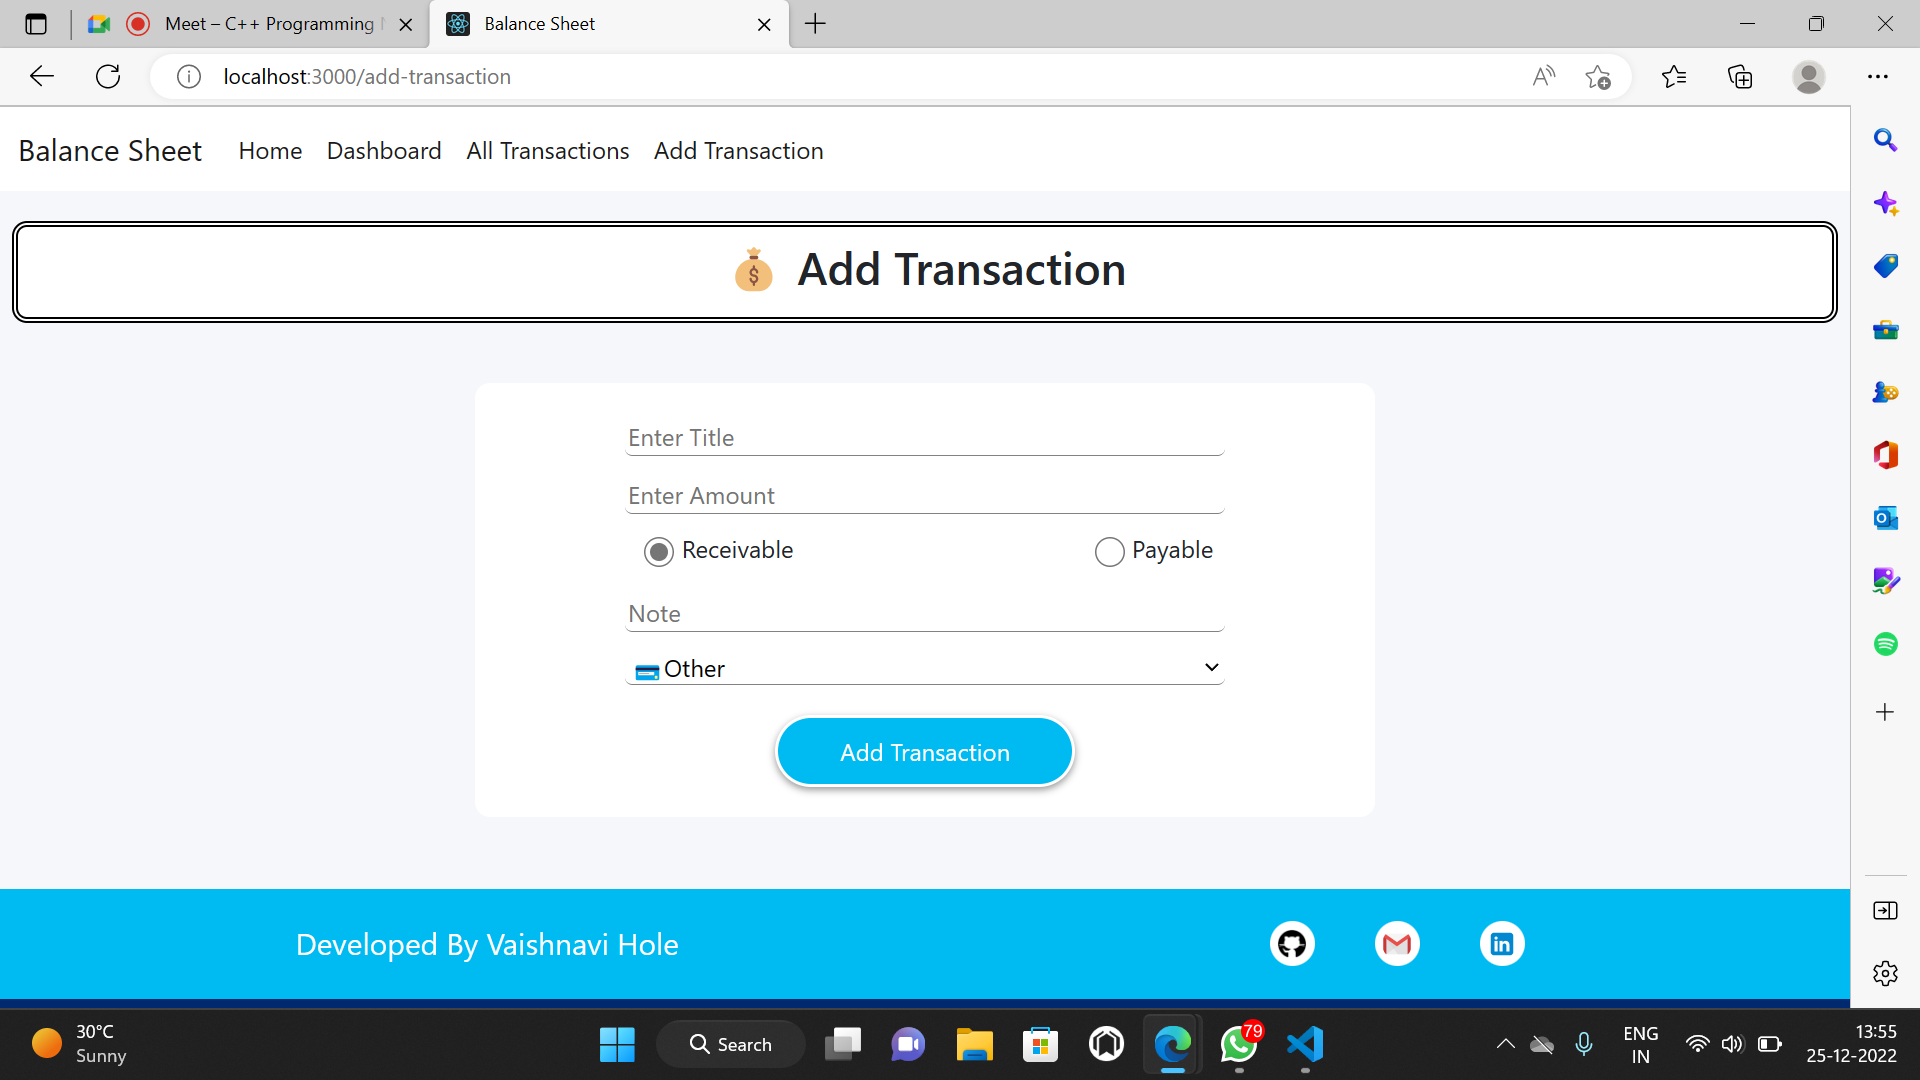 Meet – C++ Programming
Balance Sheet
localhost:3000/add-transaction
Balance Sheet
Home
Dashboard
All Transactions
Add Transaction
Add Transaction
Enter Title
Enter Amount
Receivable
Payable
Note
Other
Add Transaction
Developed By Vaishnavi Hole
30°C
Sunny
Search
79
ENG
IN
13:55
25-12-2022